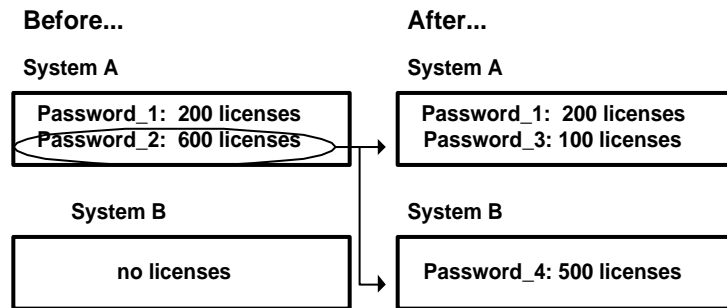 Before...
After...
System A
System A
Password_1: 200 licenses
Password_2: 600 licenses
Password_1: 200 licenses
Password_3: 100 licenses
System B
System B
no licenses
Password_4: 500 licenses